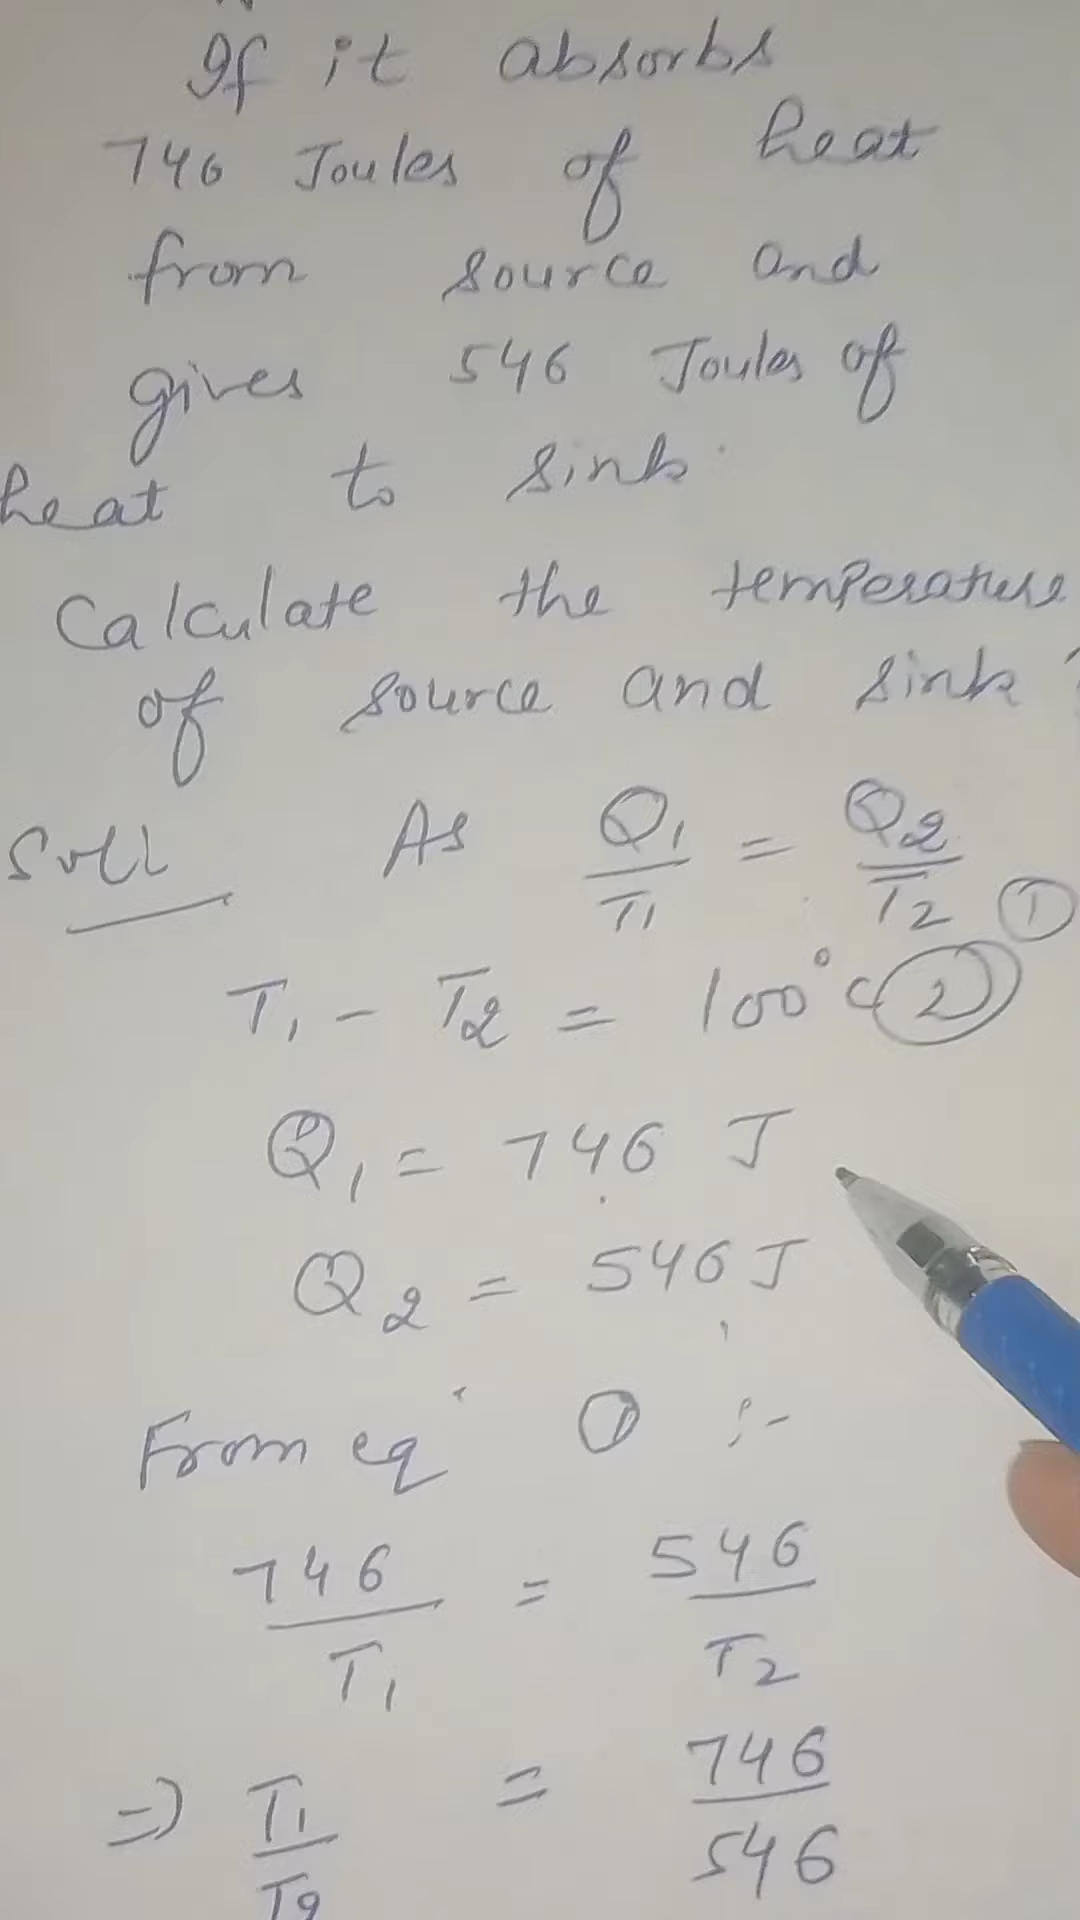 If it absorbs
746 Joules of heat
from source and
gives 546 Joules of
heat to sink.
Calculate the temperature
of source and sink?
Soll As Q1/T1 = Q2/T2 ①
T1 - T2 = 100°C ②
Q1 = 746 J
Q2 = 546 J
From eq ① :-
746/T1 = 546/T2
=> T1/T2 = 746/546